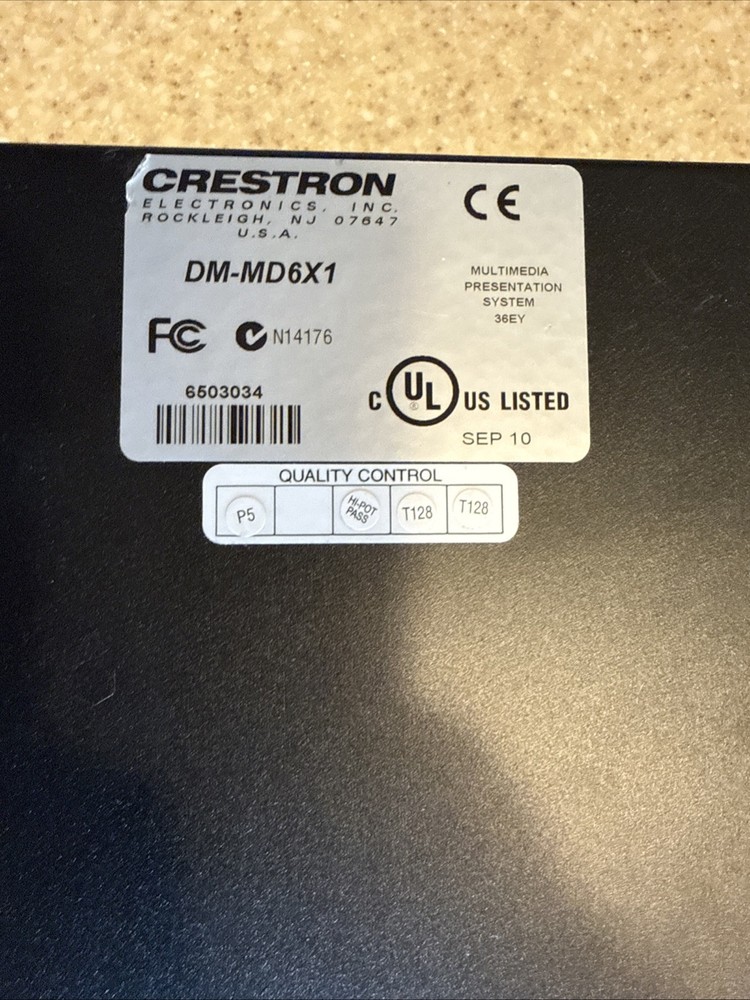 CRESTRON
ELECTRONICS, INC.
ROCKLEIGH, NJ 07647
U.S.A.
CE
DM-MD6X1
MULTIMEDIA
PRESENTATION
SYSTEM
36EY
FC
N14176
6503034
C UL ® US LISTED
SEP 10
QUALITY CONTROL
P5
HI-POT
PASS
T128
T128